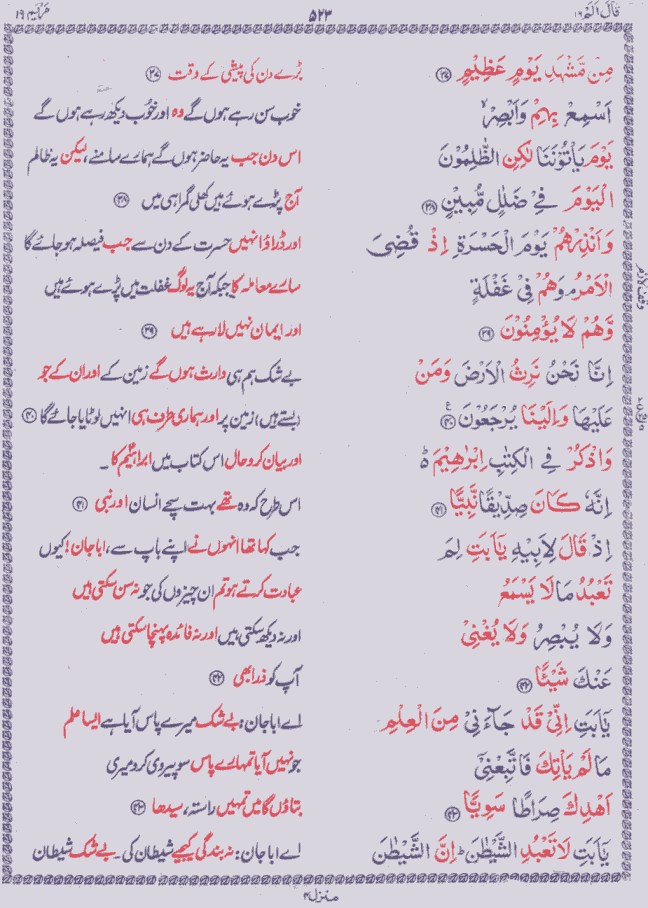 قال الم ۱۶ ۵۲۳ مریم ۱۹
مِنْ مَّشْهَدِ يَوْمٍ عَظِيْمٍ ۳۷ بڑے دن کی پیشی کے وقت ۳۷
اَسْمِعْ بِهِمْ وَاَبْصِرْ ۙ خوب سن رہے ہوں گے وہ اور خُوب دیکھ رہے ہوں گے
يَوْمَ يَاْتُوْنَنَا لٰكِنِ الظّٰلِمُوْنَ اس دن جب یہ حاضر ہوں گے ہمارے سامنے، لیکن یہ ظالم
الْيَوْمَ فِيْ ضَلٰلٍ مُّبِيْنٍ ۳۸ آج پڑے ہوئے ہیں کھلی گمراہی میں ۳۸
وَاَنْذِرْهُمْ يَوْمَ الْحَسْرَةِ اِذْ قُضِيَ اور ڈراؤ انہیں حسرت کے دن سے جب فیصلہ ہو جائے گا
الْاَمْرُ ۘ وَهُمْ فِيْ غَفْلَةٍ سارے معاملہ کا جبکہ آج یہ لوگ غفلت میں پڑے ہوئے ہیں
وَّهُمْ لَا يُؤْمِنُوْنَ ۳۹ اور ایمان نہیں لا رہے ہیں ۳۹
اِنَّا نَحْنُ نَرِثُ الْاَرْضَ وَمَنْ بے شک ہم ہی وارث ہوں گے زمین کے اور ان کے جو
عَلَيْهَا وَاِلَيْنَا يُرْجَعُوْنَ ۴۰ ع بستے ہیں زمین پر اور ہماری طرف ہی انہیں لوٹایا جائے گا ۴۰
وَاذْكُرْ فِي الْكِتٰبِ اِبْرٰهِيْمَ ؕ اور بیان کرو حال اس کتاب میں ابراہیم کا۔
اِنَّهٗ كَانَ صِدِّيْقًا نَّبِيًّا ۴۱ اس طرح کہ وہ تھے بہت سچے انسان اور نبی ۴۱
اِذْ قَالَ لِاَبِيْهِ يٰٓاَبَتِ لِمَ جب کہا تھا انہوں نے اپنے باپ سے، ابا جان! کیوں
تَعْبُدُ مَا لَا يَسْمَعُ عبادت کرتے ہو تم ان چیزوں کی جو نہ سن سکتی ہیں
وَلَا يُبْصِرُ وَلَا يُغْنِيْ اور نہ دیکھ سکتی ہیں اور نہ فائدہ پہنچا سکتی ہیں
عَنْكَ شَيْـًٔا ۴۲ آپ کو ذرا بھی ۴۲
يٰٓاَبَتِ اِنِّيْ قَدْ جَآءَنِيْ مِنَ الْعِلْمِ اے ابا جان: بے شک میرے پاس آیا ہے ایسا علم
مَا لَمْ يَاْتِكَ فَاتَّبِعْنِيْٓ جو نہیں آیا تمہارے پاس سو پیروی کرو میری
اَهْدِكَ صِرَاطًا سَوِيًّا ۴۳ بتاؤں گا میں تمہیں راستہ، سیدھا ۴۳
يٰٓاَبَتِ لَا تَعْبُدِ الشَّيْطٰنَ ؕ اِنَّ الشَّيْطٰنَ اے ابا جان: نہ بندگی کیجیے شیطان کی۔ بے شک شیطان
وقف لازم
منزل ۴